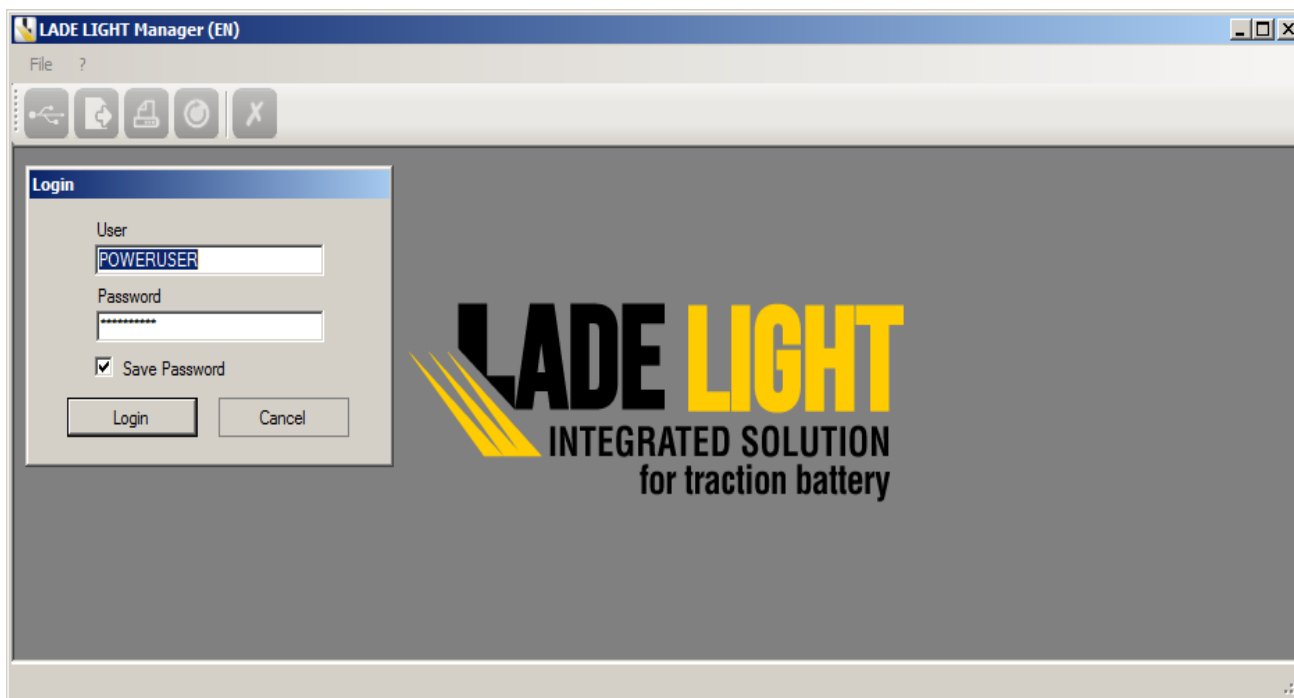 LADE LIGHT Manager (EN)
File ?
Login
User
POWERUSER
Password
**********
Save Password
Login Cancel
LADE LIGHT
INTEGRATED SOLUTION
for traction battery